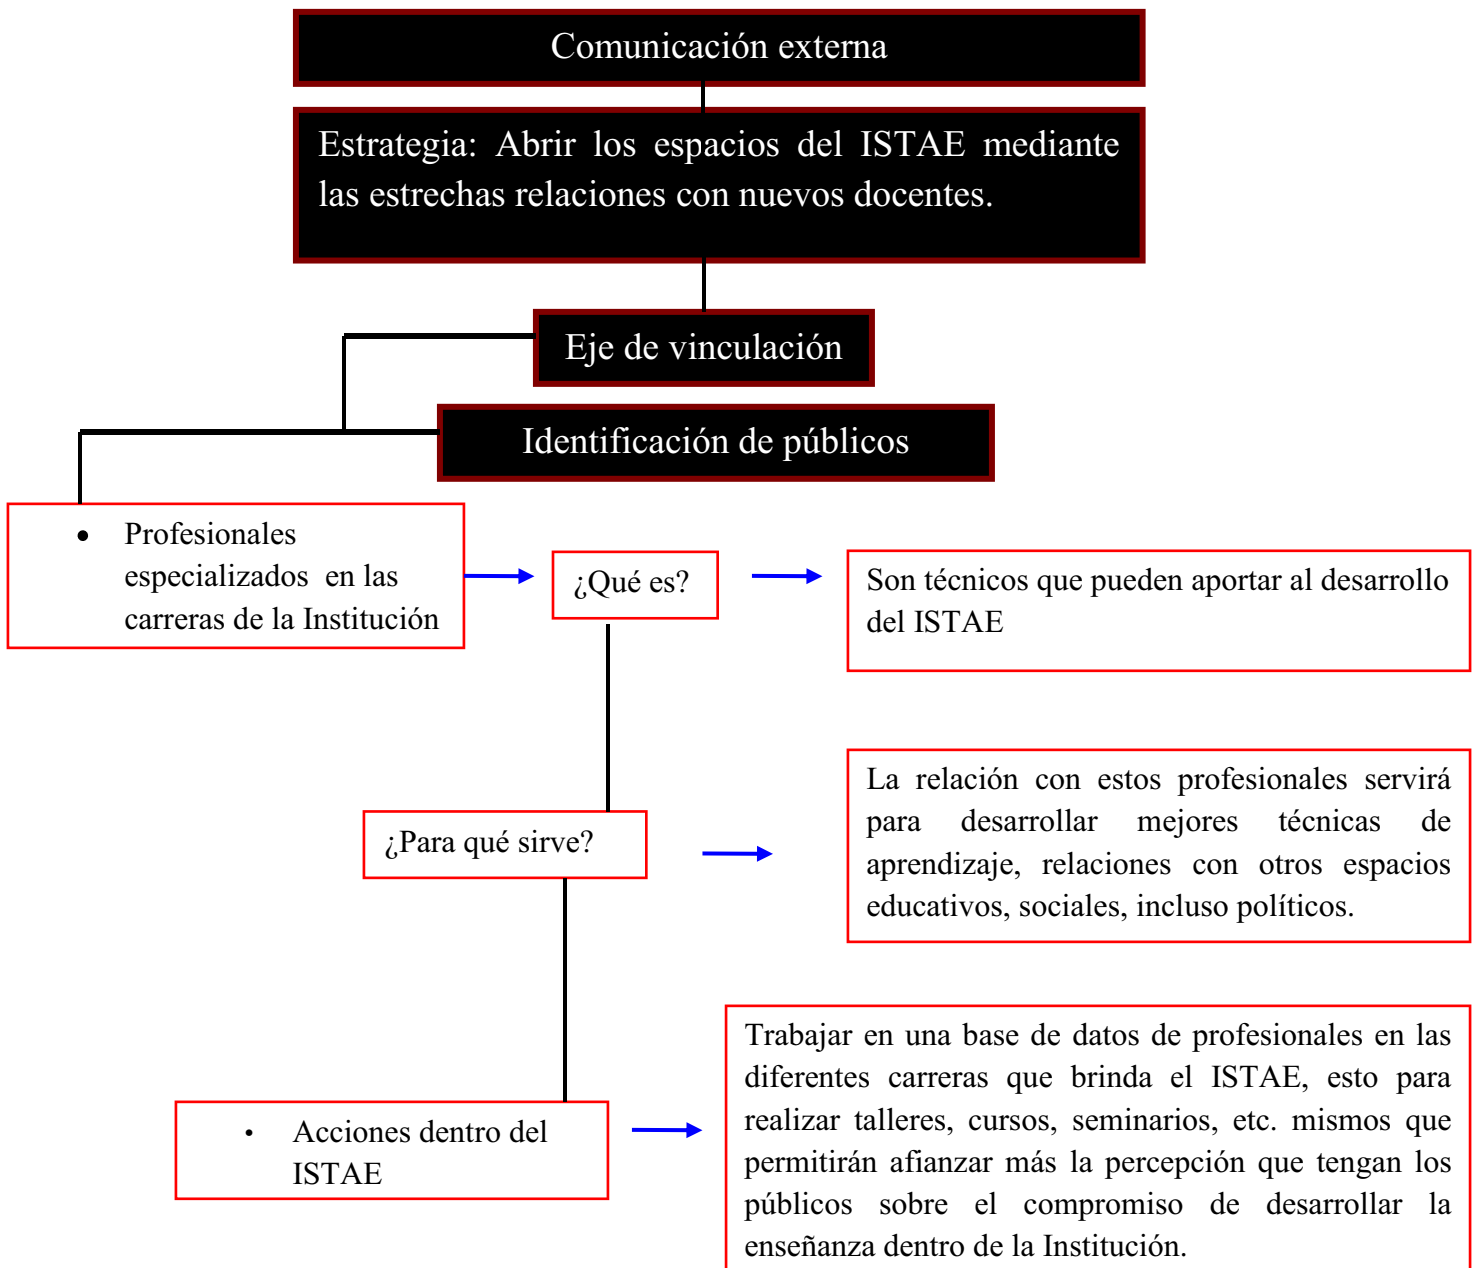 Comunicación externa
Estrategia: Abrir los espacios del ISTAE mediante
las estrechas relaciones con nuevos docentes.
Eje de vinculación
Identificación de públicos
• Profesionales
especializados en las
carreras de la Institución
¿Qué es?
Son técnicos que pueden aportar al desarrollo
del ISTAE
¿Para qué sirve?
La relación con estos profesionales servirá
para desarrollar mejores técnicas de
aprendizaje, relaciones con otros espacios
educativos, sociales, incluso políticos.
• Acciones dentro del
ISTAE
Trabajar en una base de datos de profesionales en las
diferentes carreras que brinda el ISTAE, esto para
realizar talleres, cursos, seminarios, etc. mismos que
permitirán afianzar más la percepción que tengan los
públicos sobre el compromiso de desarrollar la
enseñanza dentro de la Institución.